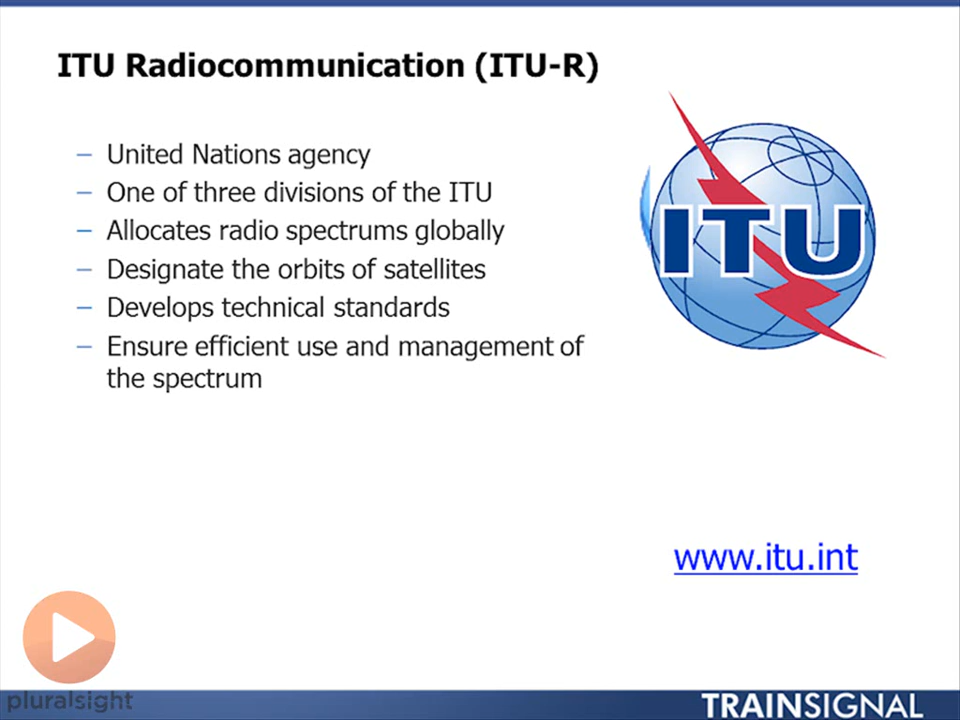 ITU Radiocommunication (ITU-R)
– United Nations agency
– One of three divisions of the ITU
– Allocates radio spectrums globally
– Designate the orbits of satellites
– Develops technical standards
– Ensure efficient use and management of
the spectrum
ITU
www.itu.int
pluralsight
TRAINSIGNAL